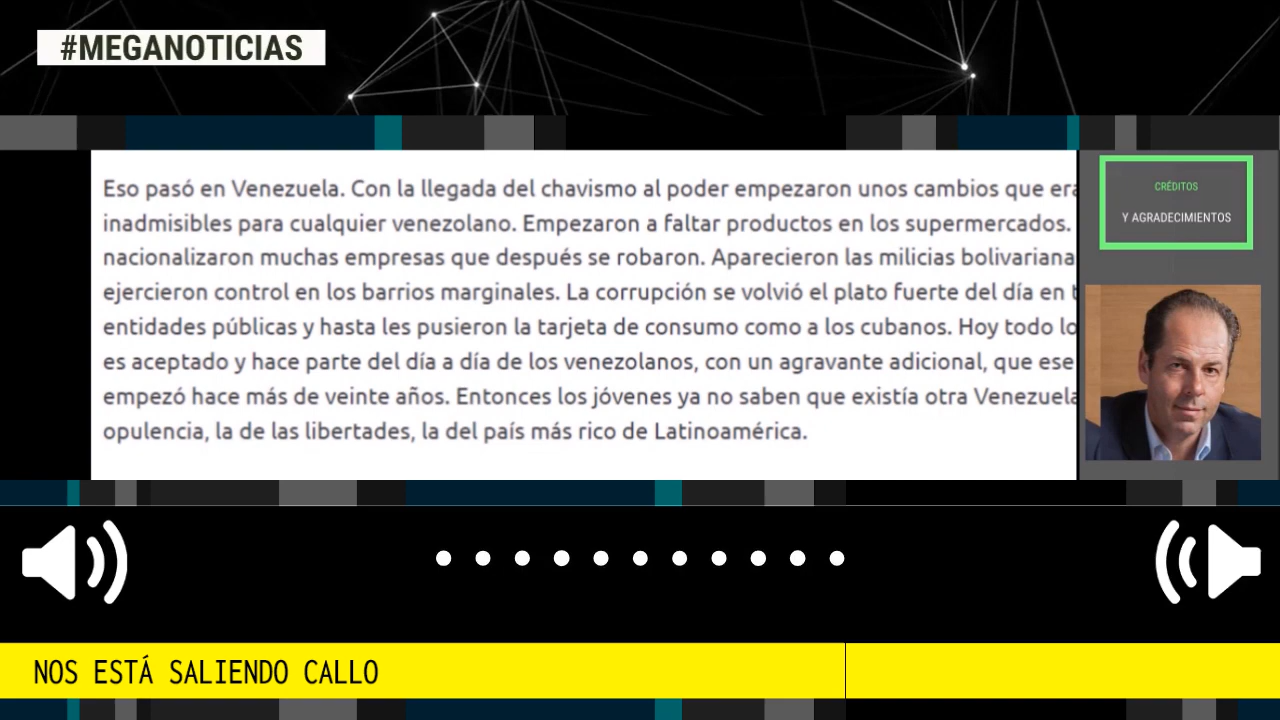 #MEGANOTICIAS
CRÉDITOS
Y AGRADECIMIENTOS
Eso pasó en Venezuela. Con la llegada del chavismo al poder empezaron unos cambios que
inadmisibles para cualquier venezolano. Empezaron a faltar productos en los supermercados.
nacionalizaron muchas empresas que después se robaron. Aparecieron las milicias
ejercieron control en los barrios marginales. La corrupción se volvió el plato fuerte del día en
entidades públicas y hasta les pusieron la tarjeta de consumo como a los cubanos. Hoy todo
es aceptado y hace parte del día a día de los venezolanos, con un agravante adicional, que ese
empezó hace más de veinte años. Entonces los jóvenes ya no saben que existía otra Venezuela
opulencia, la de las libertades, la del país más rico de Latinoamérica.
NOS ESTÁ SALIENDO CALLO